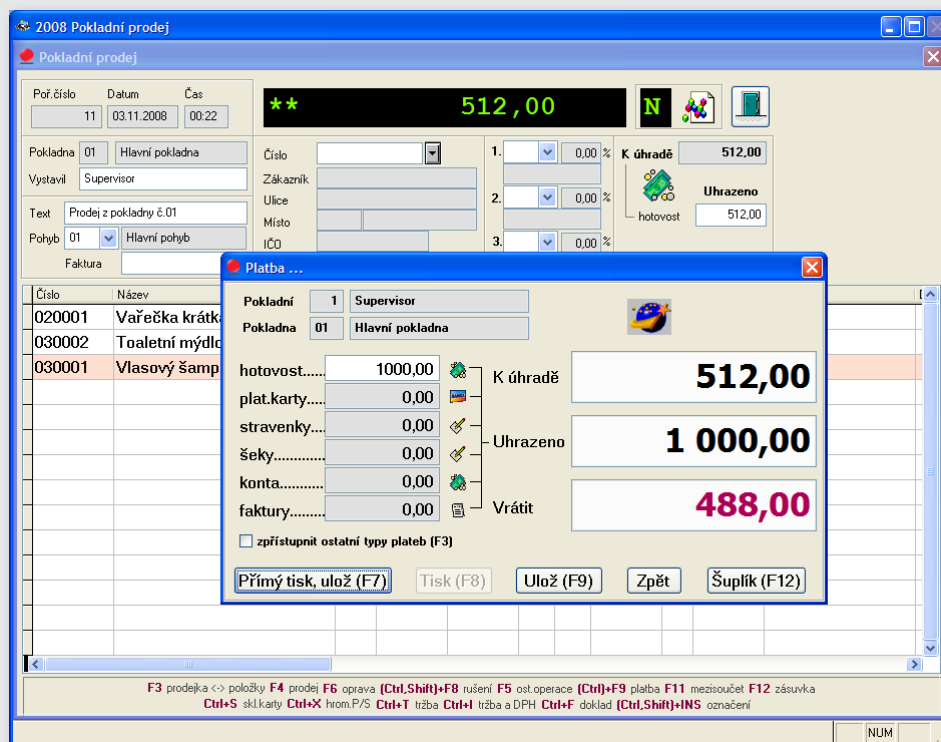 2008 Pokladní prodej
Pokladní prodej
Poř.číslo Datum Čas
11 03.11.2008 00:22
** 512,00 N
Pokladna 01 Hlavní pokladna
Vystavil Supervisor
Text Prodej z pokladny č.01
Pohyb 01 Hlavní pohyb
Faktura
Číslo
Zákazník
Ulice
Místo
IČO
1. 0,00 %
2. 0,00 %
3. 0,00 %
K úhradě 512,00
Uhrazeno
hotovost 512,00
Číslo Název
020001 Vařečka krátk
030002 Toaletní mýdlo
030001 Vlasový šamp
Platba ...
Pokladní 1 Supervisor
Pokladna 01 Hlavní pokladna
hotovost..... 1000,00
plat.karty..... 0,00
stravenky.... 0,00
šeky............ 0,00
konta........... 0,00
faktury......... 0,00
K úhradě 512,00
Uhrazeno 1 000,00
Vrátit 488,00
zpřístupnit ostatní typy plateb (F3)
Přímý tisk, ulož (F7) Tisk (F8) Ulož (F9) Zpět Šuplík (F12)
F3 prodejka <-> položky F4 prodej F6 oprava (Ctrl,Shift)+F8 rušení F5 ost.operace (Ctrl)+F9 platba F11 mezisoučet F12 zásuvka
Ctrl+S skl.karty Ctrl+X hrom.P/S Ctrl+T tržba Ctrl+I tržba a DPH Ctrl+F doklad (Ctrl,Shift)+INS označení
NUM